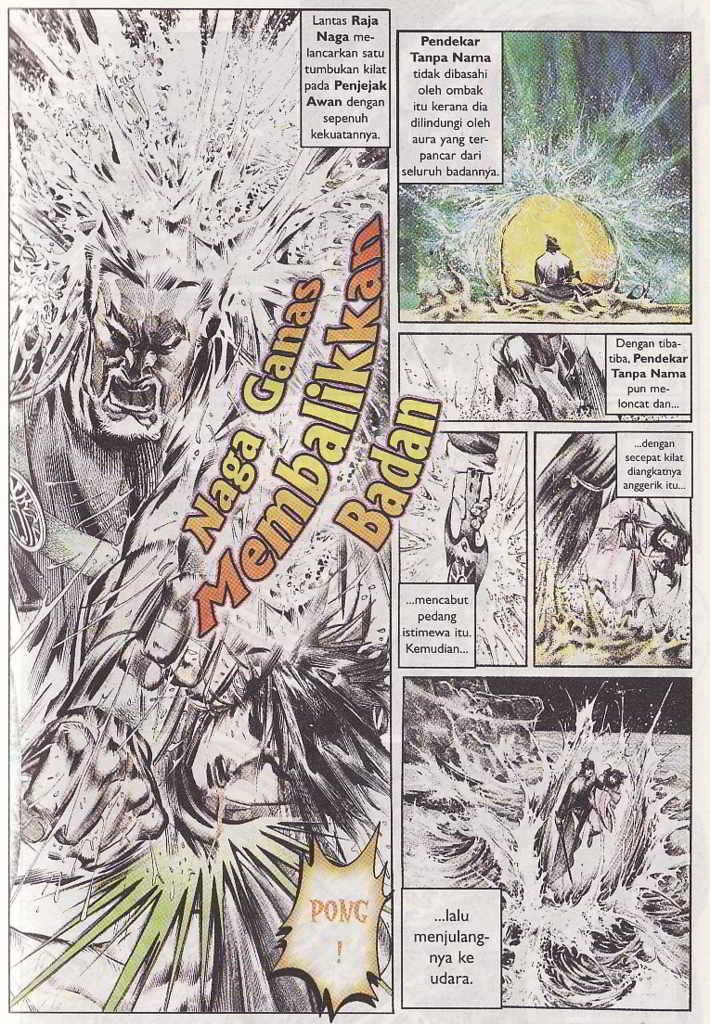 Lantas Raja
Naga me-
lancarkan satu
tumbukan kilat
pada Penjejak
Awan dengan
sepenuh
kekuatannya.
Naga Ganas
Membalikkan
Badan
PONG
!
Pendekar
Tanpa Nama
tidak dibasahi
oleh ombak
itu kerana dia
dilindungi oleh
aura yang ter-
pancar dari
seluruh badannya.
Dengan tiba-
tiba, Pendekar
Tanpa Nama
pun me-
loncat dan...
...mencabut
pedang
istimewa itu.
Kemudian...
...dengan
secepat kilat
diangkatnya
anggerik itu...
...lalu
menjulang-
nya ke
udara.